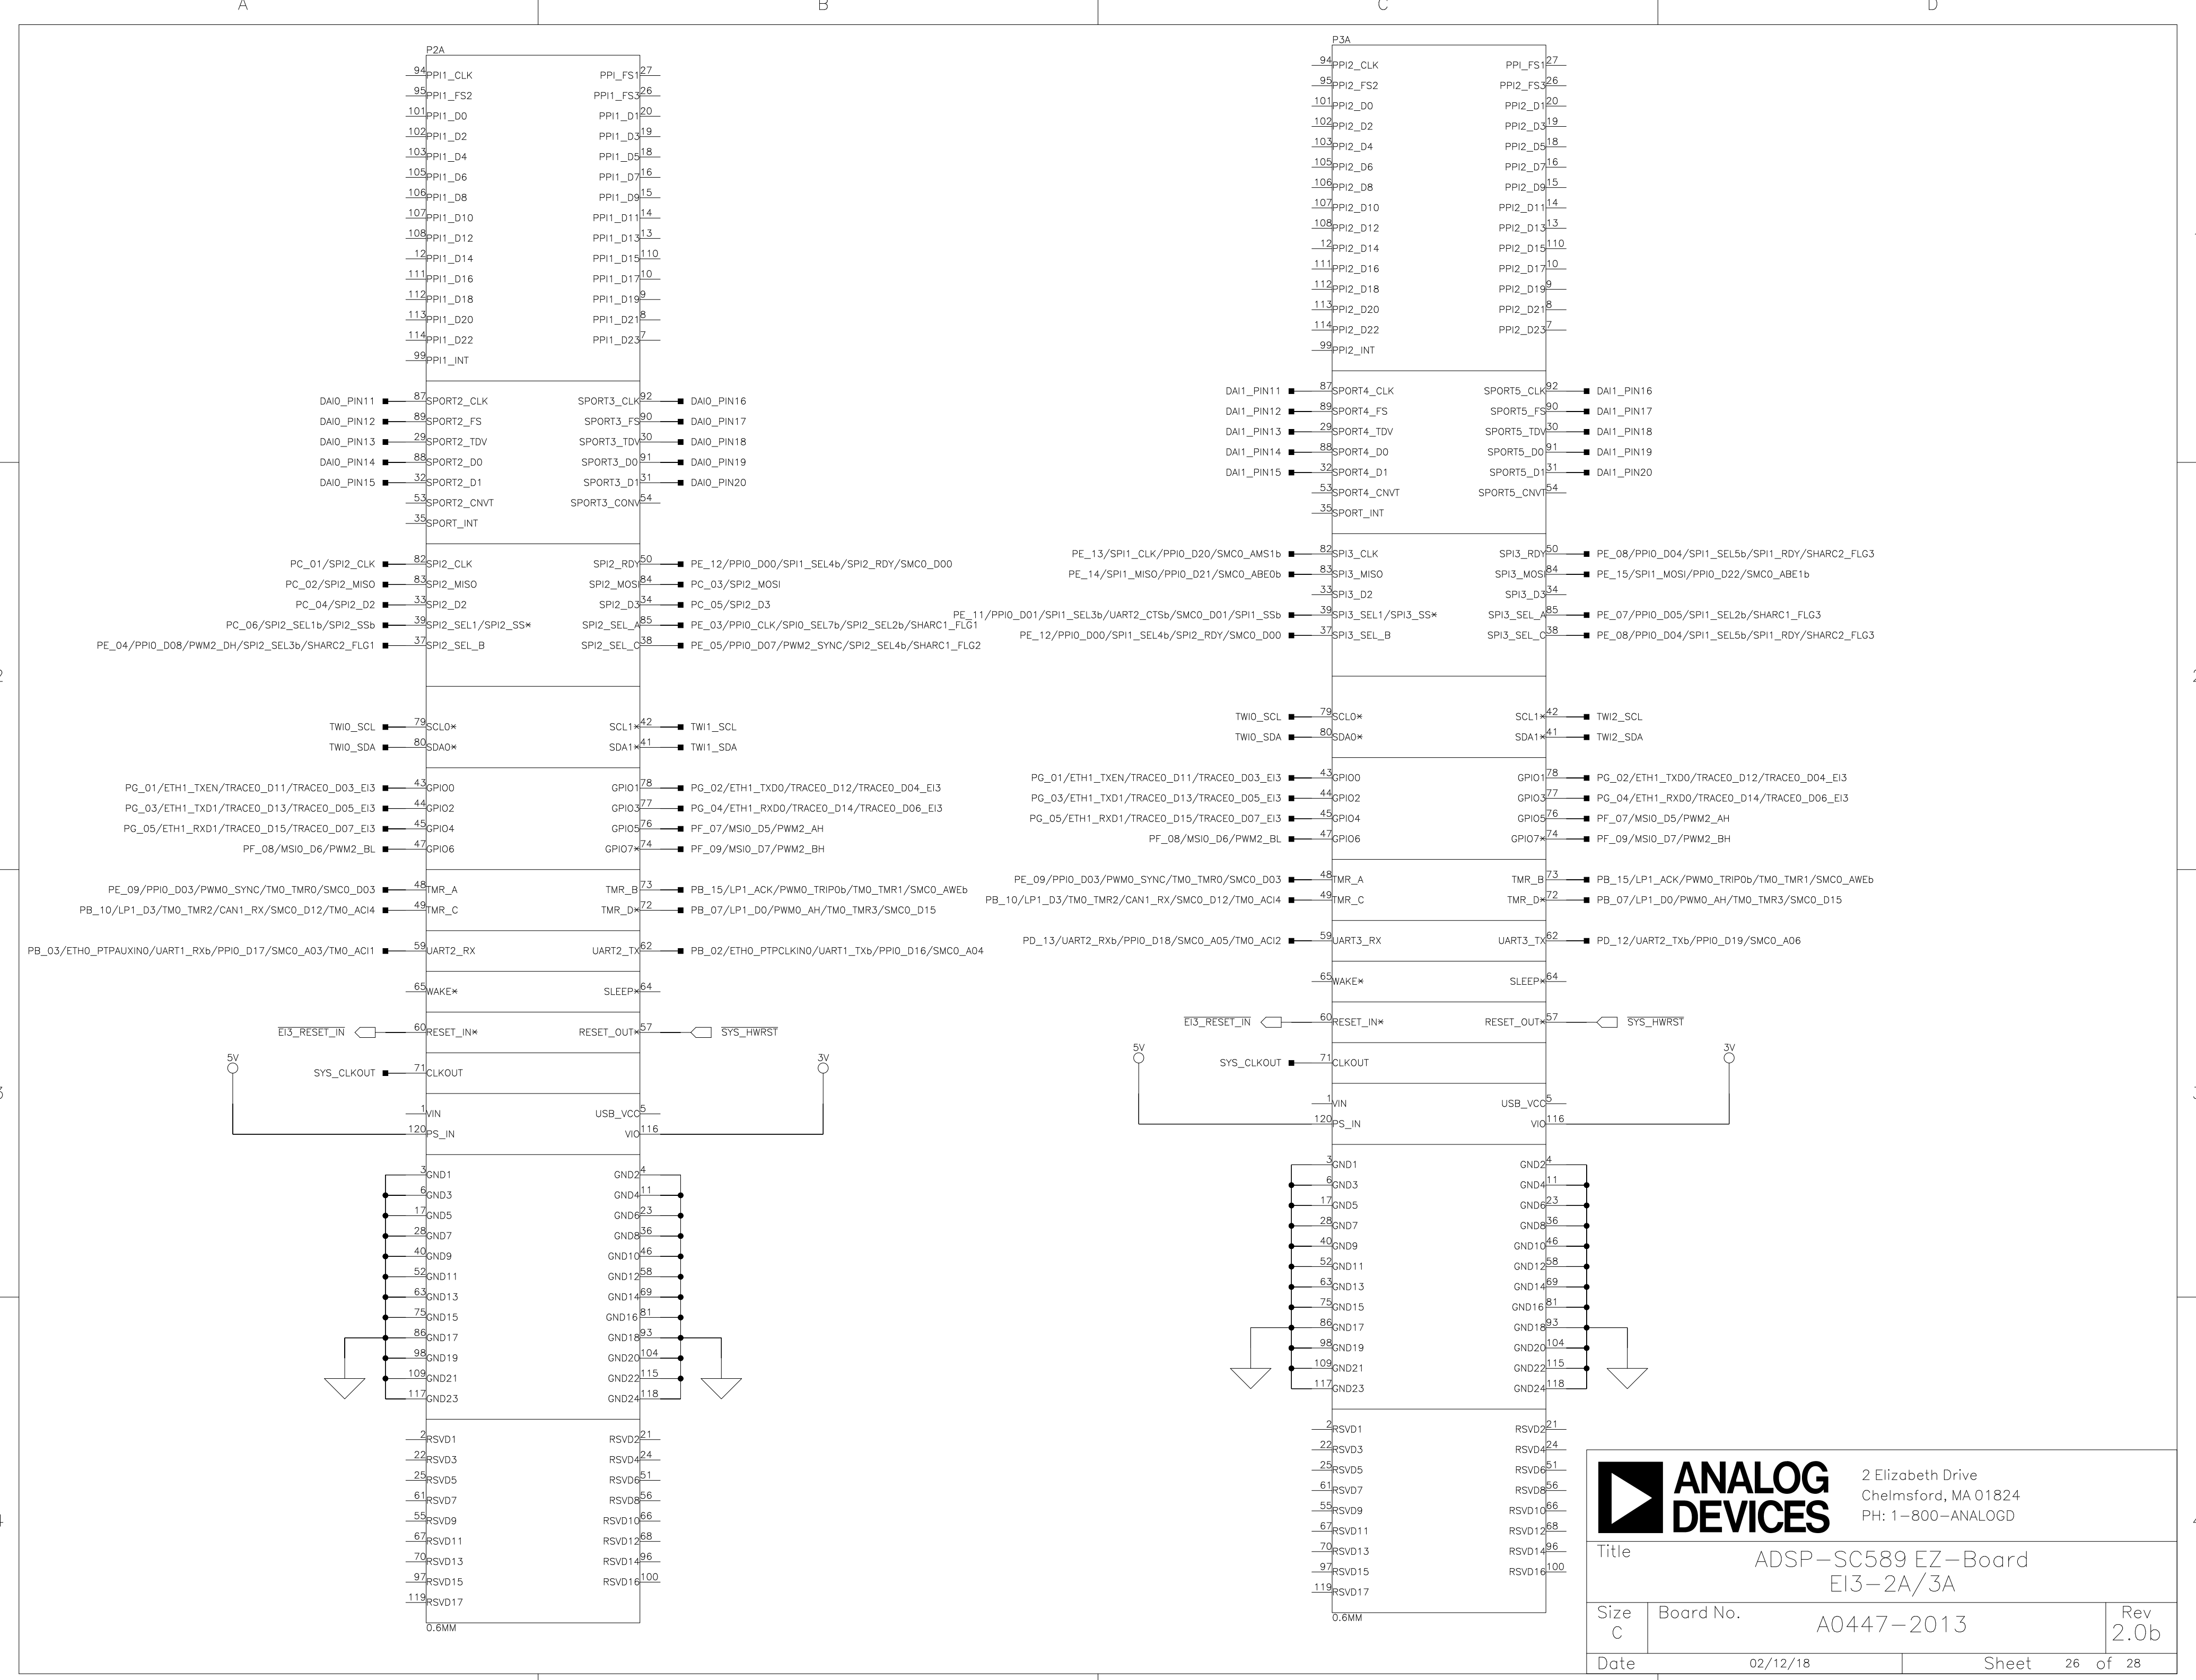 A B C D
P2A
94 PPI1_CLK PPI_FS1 27
95 PPI1_FS2 PPI1_FS3 26
101 PPI1_D0 PPI1_D1 20
102 PPI1_D2 PPI1_D3 19
103 PPI1_D4 PPI1_D5 18
105 PPI1_D6 PPI1_D7 16
106 PPI1_D8 PPI1_D9 15
107 PPI1_D10 PPI1_D11 14
108 PPI1_D12 PPI1_D13 13
12 PPI1_D14 PPI1_D15 110
111 PPI1_D16 PPI1_D17 10
112 PPI1_D18 PPI1_D19 9
113 PPI1_D20 PPI1_D21 8
114 PPI1_D22 PPI1_D23 7
99 PPI1_INT
DAI0_PIN11 87 SPORT2_CLK SPORT3_CLK 92 DAI0_PIN16
DAI0_PIN12 89 SPORT2_FS SPORT3_FS 90 DAI0_PIN17
DAI0_PIN13 29 SPORT2_TDV SPORT3_TDV 30 DAI0_PIN18
DAI0_PIN14 88 SPORT2_D0 SPORT3_D0 91 DAI0_PIN19
DAI0_PIN15 32 SPORT2_D1 SPORT3_D1 31 DAI0_PIN20
53 SPORT2_CNVT SPORT3_CONV 54
35 SPORT_INT
PC_01/SPI2_CLK 82 SPI2_CLK SPI2_RDY 50 PE_12/PPI0_D00/SPI1_SEL4b/SPI2_RDY/SMC0_D00
PC_02/SPI2_MISO 83 SPI2_MISO SPI2_MOSI 84 PC_03/SPI2_MOSI
PC_04/SPI2_D2 33 SPI2_D2 SPI2_D3 34 PC_05/SPI2_D3
PC_06/SPI2_SEL1b/SPI2_SSb 39 SPI2_SEL1/SPI2_SS* SPI2_SEL_A 85 PE_03/PPI0_CLK/SPI0_SEL7b/SPI2_SEL2b/SHARC1_FLG1
PE_04/PPI0_D08/PWM2_DH/SPI2_SEL3b/SHARC2_FLG1 37 SPI2_SEL_B SPI2_SEL_C 38 PE_05/PPI0_D07/PWM2_SYNC/SPI2_SEL4b/SHARC1_FLG2
TWI0_SCL 79 SCL0* SCL1* 42 TWI1_SCL
TWI0_SDA 80 SDA0* SDA1* 41 TWI1_SDA
PG_01/ETH1_TXEN/TRACE0_D11/TRACE0_D03_EI3 43 GPIO0 GPIO1 78 PG_02/ETH1_TXD0/TRACE0_D12/TRACE0_D04_EI3
PG_03/ETH1_TXD1/TRACE0_D13/TRACE0_D05_EI3 44 GPIO2 GPIO3 77 PG_04/ETH1_RXD0/TRACE0_D14/TRACE0_D06_EI3
PG_05/ETH1_RXD1/TRACE0_D15/TRACE0_D07_EI3 45 GPIO4 GPIO5 76 PF_07/MSI0_D5/PWM2_AH
PF_08/MSI0_D6/PWM2_BL 47 GPIO6 GPIO7* 74 PF_09/MSI0_D7/PWM2_BH
PE_09/PPI0_D03/PWM0_SYNC/TM0_TMR0/SMC0_D03 48 TMR_A TMR_B 73 PB_15/LP1_ACK/PWM0_TRIP0b/TM0_TMR1/SMC0_AWEb
PB_10/LP1_D3/TM0_TMR2/CAN1_RX/SMC0_D12/TM0_ACI4 49 TMR_C TMR_D* 72 PB_07/LP1_D0/PWM0_AH/TM0_TMR3/SMC0_D15
PB_03/ETH0_PTPAUXIN0/UART1_RXb/PPI0_D17/SMC0_A03/TM0_ACI1 59 UART2_RX UART2_TX 62 PB_02/ETH0_PTPCLKIN0/UART1_TXb/PPI0_D16/SMC0_A04
65 WAKE* SLEEP* 64
EI3_RESET_IN 60 RESET_IN* RESET_OUT* 57 SYS_HWRST
5V 3V
SYS_CLKOUT 71 CLKOUT
1 VIN USB_VCC 5
120 PS_IN VIO 116
3 GND1 GND2 4
6 GND3 GND4 11
17 GND5 GND6 23
28 GND7 GND8 36
40 GND9 GND10 46
52 GND11 GND12 58
63 GND13 GND14 69
75 GND15 GND16 81
86 GND17 GND18 93
98 GND19 GND20 104
109 GND21 GND22 115
117 GND23 GND24 118
2 RSVD1 RSVD2 21
22 RSVD3 RSVD4 24
25 RSVD5 RSVD6 51
61 RSVD7 RSVD8 56
55 RSVD9 RSVD10 66
67 RSVD11 RSVD12 68
70 RSVD13 RSVD14 96
97 RSVD15 RSVD16 100
119 RSVD17
0.6MM
P3A
94 PPI2_CLK PPI_FS1 27
95 PPI2_FS2 PPI2_FS3 26
101 PPI2_D0 PPI2_D1 20
102 PPI2_D2 PPI2_D3 19
103 PPI2_D4 PPI2_D5 18
105 PPI2_D6 PPI2_D7 16
106 PPI2_D8 PPI2_D9 15
107 PPI2_D10 PPI2_D11 14
108 PPI2_D12 PPI2_D13 13
12 PPI2_D14 PPI2_D15 110
111 PPI2_D16 PPI2_D17 10
112 PPI2_D18 PPI2_D19 9
113 PPI2_D20 PPI2_D21 8
114 PPI2_D22 PPI2_D23 7
99 PPI2_INT
DAI1_PIN11 87 SPORT4_CLK SPORT5_CLK 92 DAI1_PIN16
DAI1_PIN12 89 SPORT4_FS SPORT5_FS 90 DAI1_PIN17
DAI1_PIN13 29 SPORT4_TDV SPORT5_TDV 30 DAI1_PIN18
DAI1_PIN14 88 SPORT4_D0 SPORT5_D0 91 DAI1_PIN19
DAI1_PIN15 32 SPORT4_D1 SPORT5_D1 31 DAI1_PIN20
53 SPORT4_CNVT SPORT5_CNVT 54
35 SPORT_INT
PE_13/SPI1_CLK/PPI0_D20/SMC0_AMS1b 82 SPI3_CLK SPI3_RDY 50 PE_08/PPI0_D04/SPI1_SEL5b/SPI1_RDY/SHARC2_FLG3
PE_14/SPI1_MISO/PPI0_D21/SMC0_ABE0b 83 SPI3_MISO SPI3_MOSI 84 PE_15/SPI1_MOSI/PPI0_D22/SMC0_ABE1b
33 SPI3_D2 SPI3_D3 34
PE_11/PPI0_D01/SPI1_SEL3b/UART2_CTSb/SMC0_D01/SPI1_SSb 39 SPI3_SEL1/SPI3_SS* SPI3_SEL_A 85 PE_07/PPI0_D05/SPI1_SEL2b/SHARC1_FLG3
PE_12/PPI0_D00/SPI1_SEL4b/SPI2_RDY/SMC0_D00 37 SPI3_SEL_B SPI3_SEL_C 38 PE_08/PPI0_D04/SPI1_SEL5b/SPI1_RDY/SHARC2_FLG3
TWI0_SCL 79 SCL0* SCL1* 42 TWI2_SCL
TWI0_SDA 80 SDA0* SDA1* 41 TWI2_SDA
PG_01/ETH1_TXEN/TRACE0_D11/TRACE0_D03_EI3 43 GPIO0 GPIO1 78 PG_02/ETH1_TXD0/TRACE0_D12/TRACE0_D04_EI3
PG_03/ETH1_TXD1/TRACE0_D13/TRACE0_D05_EI3 44 GPIO2 GPIO3 77 PG_04/ETH1_RXD0/TRACE0_D14/TRACE0_D06_EI3
PG_05/ETH1_RXD1/TRACE0_D15/TRACE0_D07_EI3 45 GPIO4 GPIO5 76 PF_07/MSI0_D5/PWM2_AH
PF_08/MSI0_D6/PWM2_BL 47 GPIO6 GPIO7* 74 PF_09/MSI0_D7/PWM2_BH
PE_09/PPI0_D03/PWM0_SYNC/TM0_TMR0/SMC0_D03 48 TMR_A TMR_B 73 PB_15/LP1_ACK/PWM0_TRIP0b/TM0_TMR1/SMC0_AWEb
PB_10/LP1_D3/TM0_TMR2/CAN1_RX/SMC0_D12/TM0_ACI4 49 TMR_C TMR_D* 72 PB_07/LP1_D0/PWM0_AH/TM0_TMR3/SMC0_D15
PD_13/UART2_RXb/PPI0_D18/SMC0_A05/TM0_ACI2 59 UART3_RX UART3_TX 62 PD_12/UART2_TXb/PPI0_D19/SMC0_A06
65 WAKE* SLEEP* 64
EI3_RESET_IN 60 RESET_IN* RESET_OUT* 57 SYS_HWRST
5V 3V
SYS_CLKOUT 71 CLKOUT
1 VIN USB_VCC 5
120 PS_IN VIO 116
3 GND1 GND2 4
6 GND3 GND4 11
17 GND5 GND6 23
28 GND7 GND8 36
40 GND9 GND10 46
52 GND11 GND12 58
63 GND13 GND14 69
75 GND15 GND16 81
86 GND17 GND18 93
98 GND19 GND20 104
109 GND21 GND22 115
117 GND23 GND24 118
2 RSVD1 RSVD2 21
22 RSVD3 RSVD4 24
25 RSVD5 RSVD6 51
61 RSVD7 RSVD8 56
55 RSVD9 RSVD10 66
67 RSVD11 RSVD12 68
70 RSVD13 RSVD14 96
97 RSVD15 RSVD16 100
119 RSVD17
0.6MM
2 2
3 3
4 4
ANALOG
DEVICES
2 Elizabeth Drive
Chelmsford, MA 01824
PH: 1-800-ANALOGD
Title
ADSP-SC589 EZ-Board
EI3-2A/3A
Size C
Board No. A0447-2013
Rev 2.0b
Date 02/12/18 Sheet 26 of 28